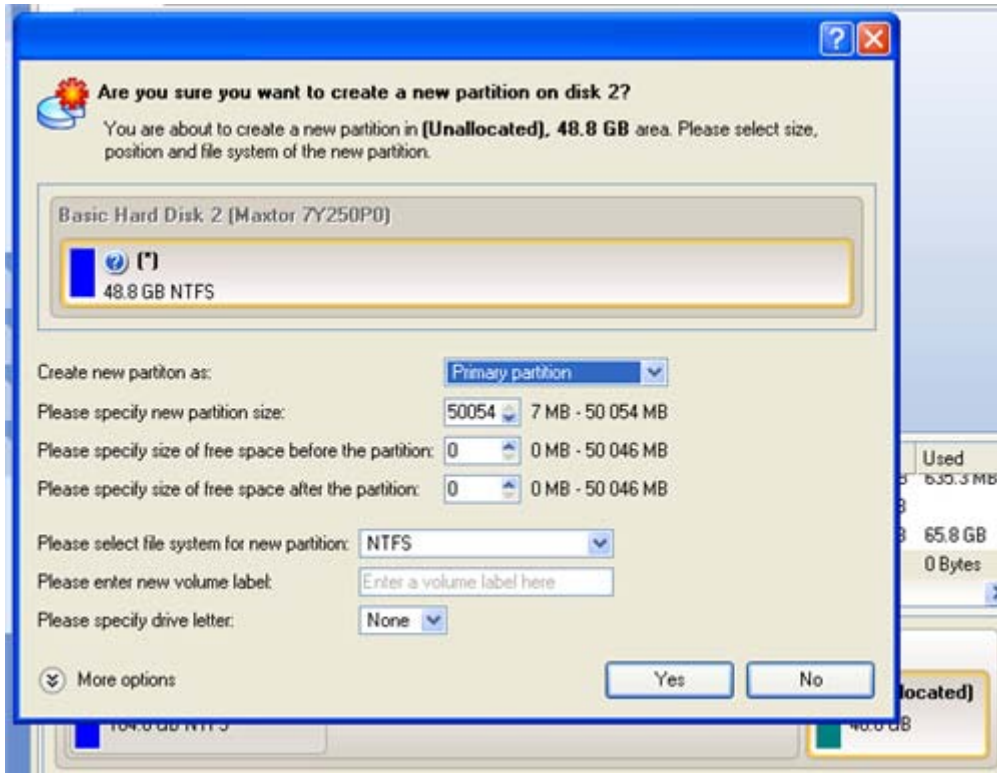 Are you sure you want to create a new partition on disk 2?
You are about to create a new partition in (Unallocated), 48.8 GB area. Please select size,
position and file system of the new partition.
Basic Hard Disk 2 (Maxtor 7Y250P0)
(*)
48.8 GB NTFS
Create new partiton as: Primary partition
Please specify new partition size: 50054 7 MB - 50 054 MB
Please specify size of free space before the partition: 0 0 MB - 50 046 MB
Please specify size of free space after the partition: 0 0 MB - 50 046 MB
Please select file system for new partition: NTFS
Please enter new volume label: Enter a volume label here
Please specify drive letter: None
More options Yes No
Used
635.3 MB
65.8 GB
0 Bytes
located)
48.8 GB